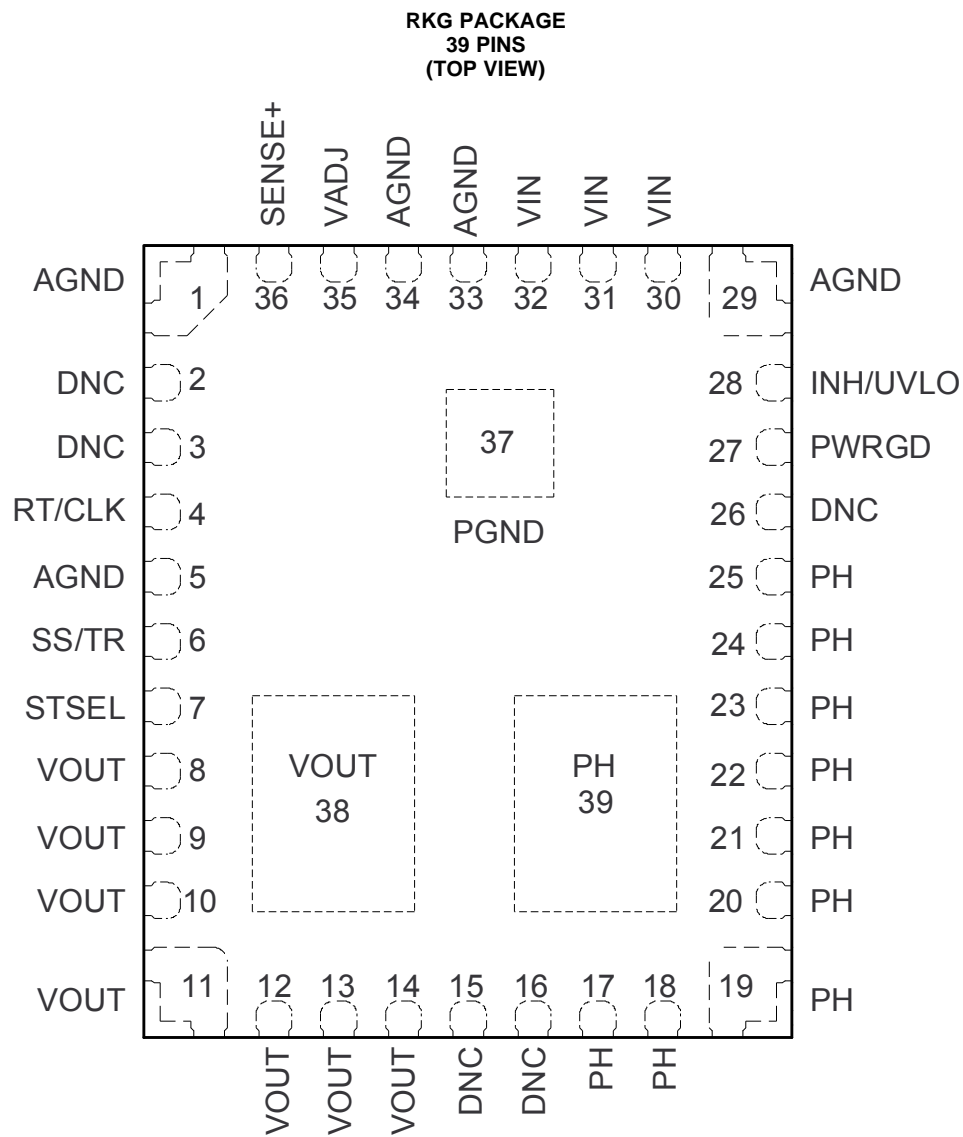 RKG PACKAGE
39 PINS
(TOP VIEW)
SENSE+
VADJ
AGND
AGND
VIN
VIN
VIN
AGND
1
36
35
34
33
32
31
30
29
AGND
DNC
2
28
INH/UVLO
DNC
3
37
27
PWRGD
RT/CLK
4
PGND
26
DNC
AGND
5
25
PH
SS/TR
6
24
PH
STSEL
7
23
PH
VOUT
8
VOUT
38
PH
39
22
PH
VOUT
9
21
PH
VOUT
10
20
PH
VOUT
11
12
13
14
15
16
17
18
19
PH
VOUT
VOUT
VOUT
DNC
DNC
PH
PH